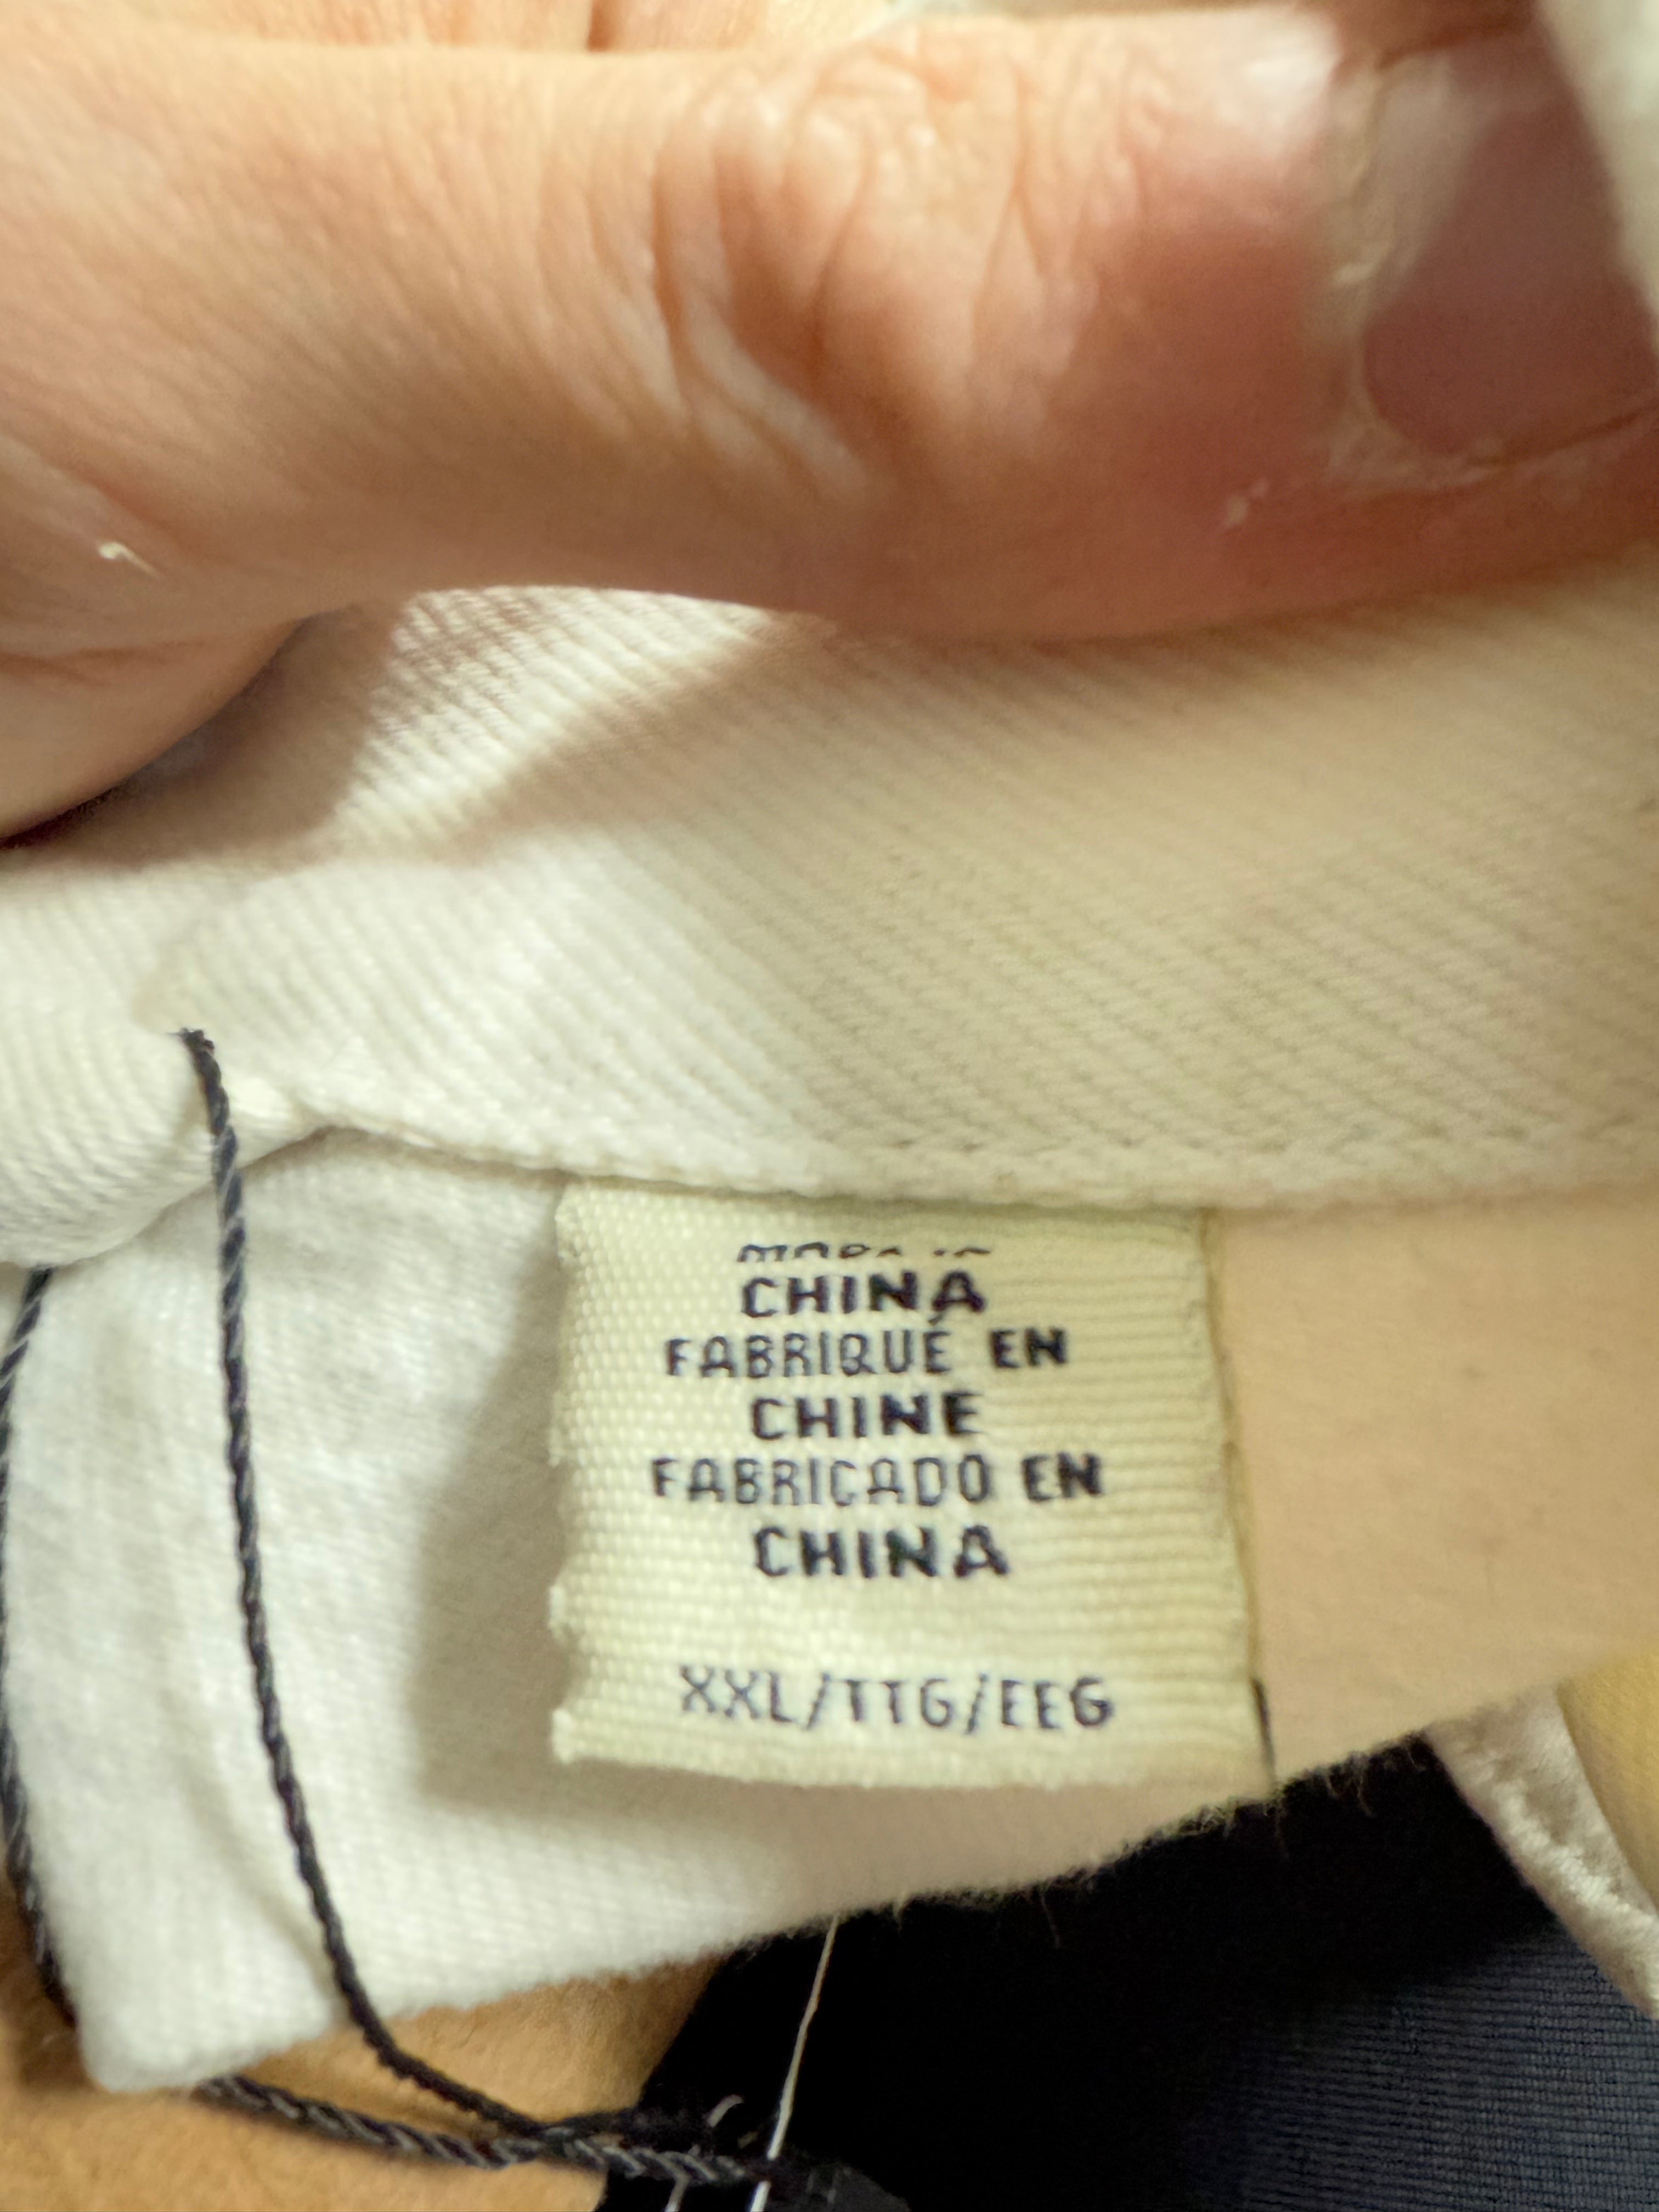 CHINA
FABRIQUÉ EN
CHINE
FABRICADO EN
CHINA
XXL/TTG/EEG